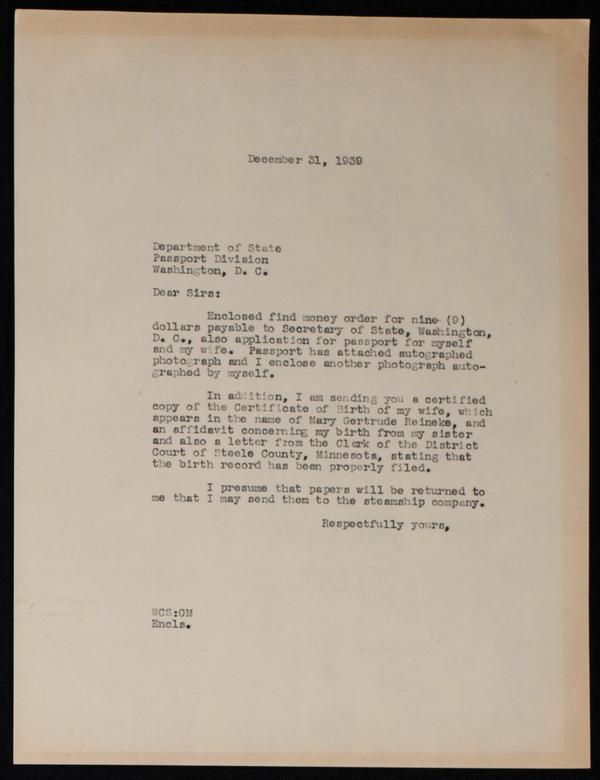 December 31, 1939
Department of State
Passport Division
Washington, D. C.
Dear Sirs:
Enclosed find money order for nine (9)
dollars payable to Secretary of State, Washington,
D. C., also application for passport for myself
and my wife. Passport has attached autographed
photograph and I enclose another photograph auto-
graphed by myself.
In addition, I am sending you a certified
copy of the Certificate of Birth of my wife, which
appears in the name of Mary Gertrude Reineke, and
an affidavit concerning my birth from my sister
and also a letter from the Clerk of the District
Court of Steele County, Minnesota, stating that
the birth record has been properly filed.
I presume that papers will be returned to
me that I may send them to the steamship company.
Respectfully yours,
WCS:GM
Encls.